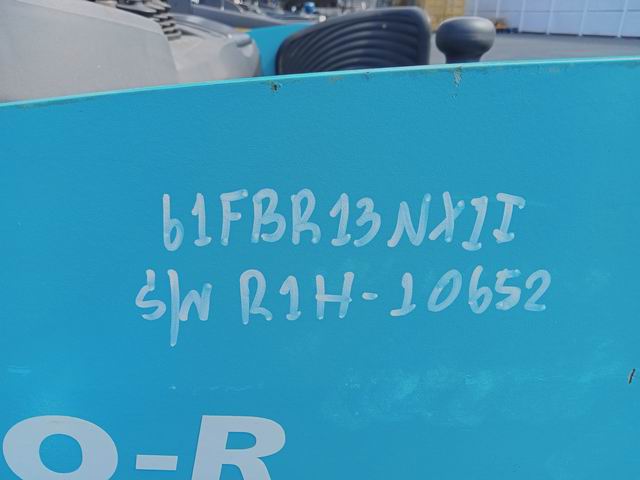 61FBR13NXII
S/N R1H-10652
O-R